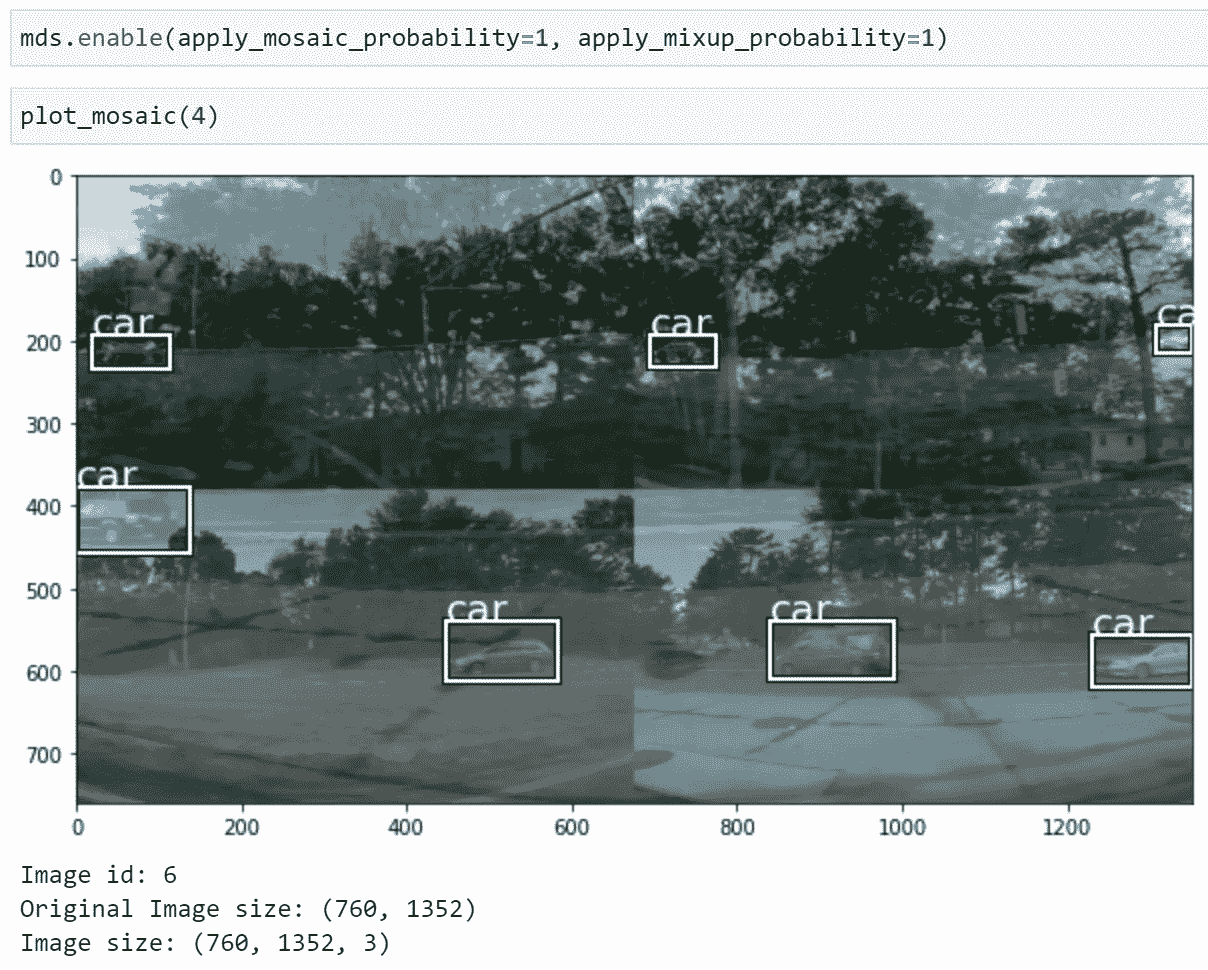 mds.enable(apply_mosaic_probability=1, apply_mixup_probability=1)
plot_mosaic(4)
0
100
car
car
ca
200
300
car
400
500
car
car
car
600
700
0 200 400 600 800 1000 1200
Image id: 6
Original Image size: (760, 1352)
Image size: (760, 1352, 3)